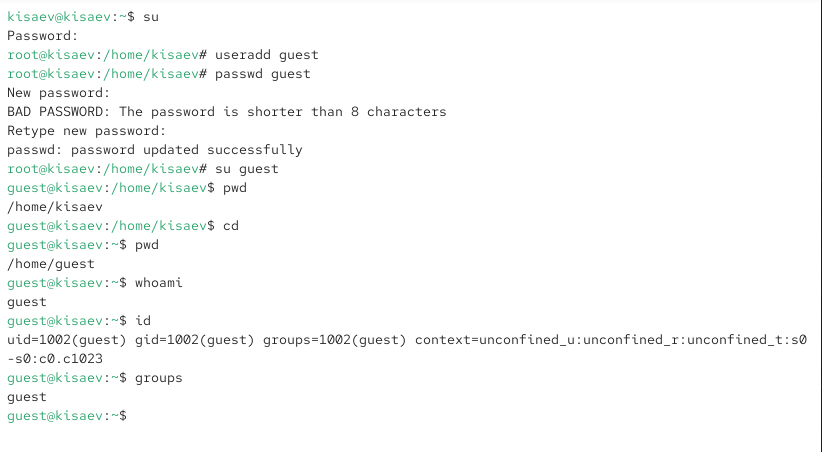 kisaev@kisaev:~$ su
Password:
root@kisaev:/home/kisaev# useradd guest
root@kisaev:/home/kisaev# passwd guest
New password:
BAD PASSWORD: The password is shorter than 8 characters
Retype new password:
passwd: password updated successfully
root@kisaev:/home/kisaev# su guest
guest@kisaev:/home/kisaev$ pwd
/home/kisaev
guest@kisaev:/home/kisaev$ cd
guest@kisaev:~$ pwd
/home/guest
guest@kisaev:~$ whoami
guest
guest@kisaev:~$ id
uid=1002(guest) gid=1002(guest) groups=1002(guest) context=unconfined_u:unconfined_r:unconfined_t:s0
-s0:c0.c1023
guest@kisaev:~$ groups
guest
guest@kisaev:~$